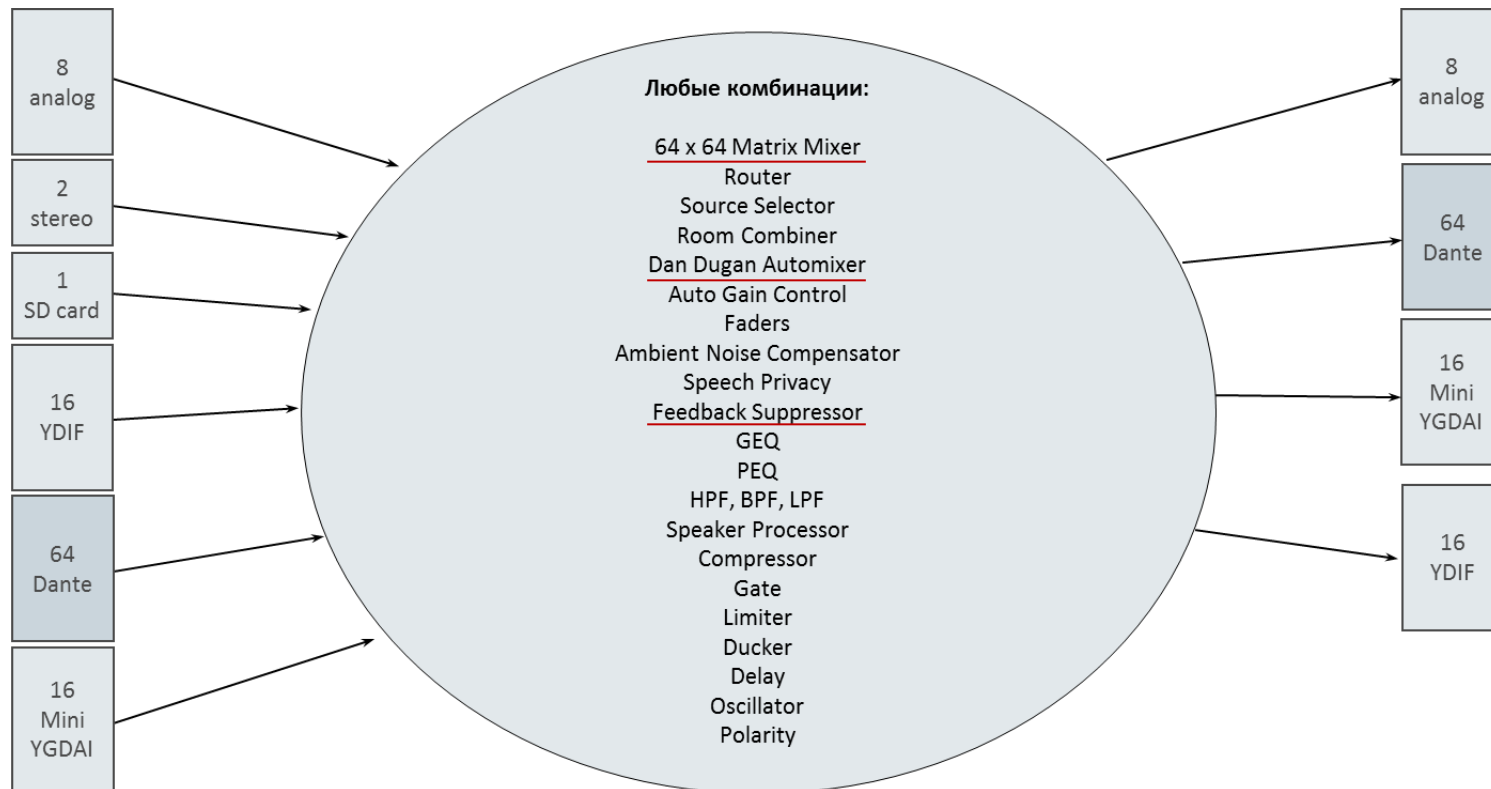 8
analog
2
stereo
1
SD card
16
YDIF
64
Dante
16
Mini
YGDAI
Любые комбинации:
64 x 64 Matrix Mixer
Router
Source Selector
Room Combiner
Dan Dugan Automixer
Auto Gain Control
Faders
Ambient Noise Compensator
Speech Privacy
Feedback Suppressor
GEQ
PEQ
HPF, BPF, LPF
Speaker Processor
Compressor
Gate
Limiter
Ducker
Delay
Oscillator
Polarity
8
analog
64
Dante
16
Mini
YGDAI
16
YDIF